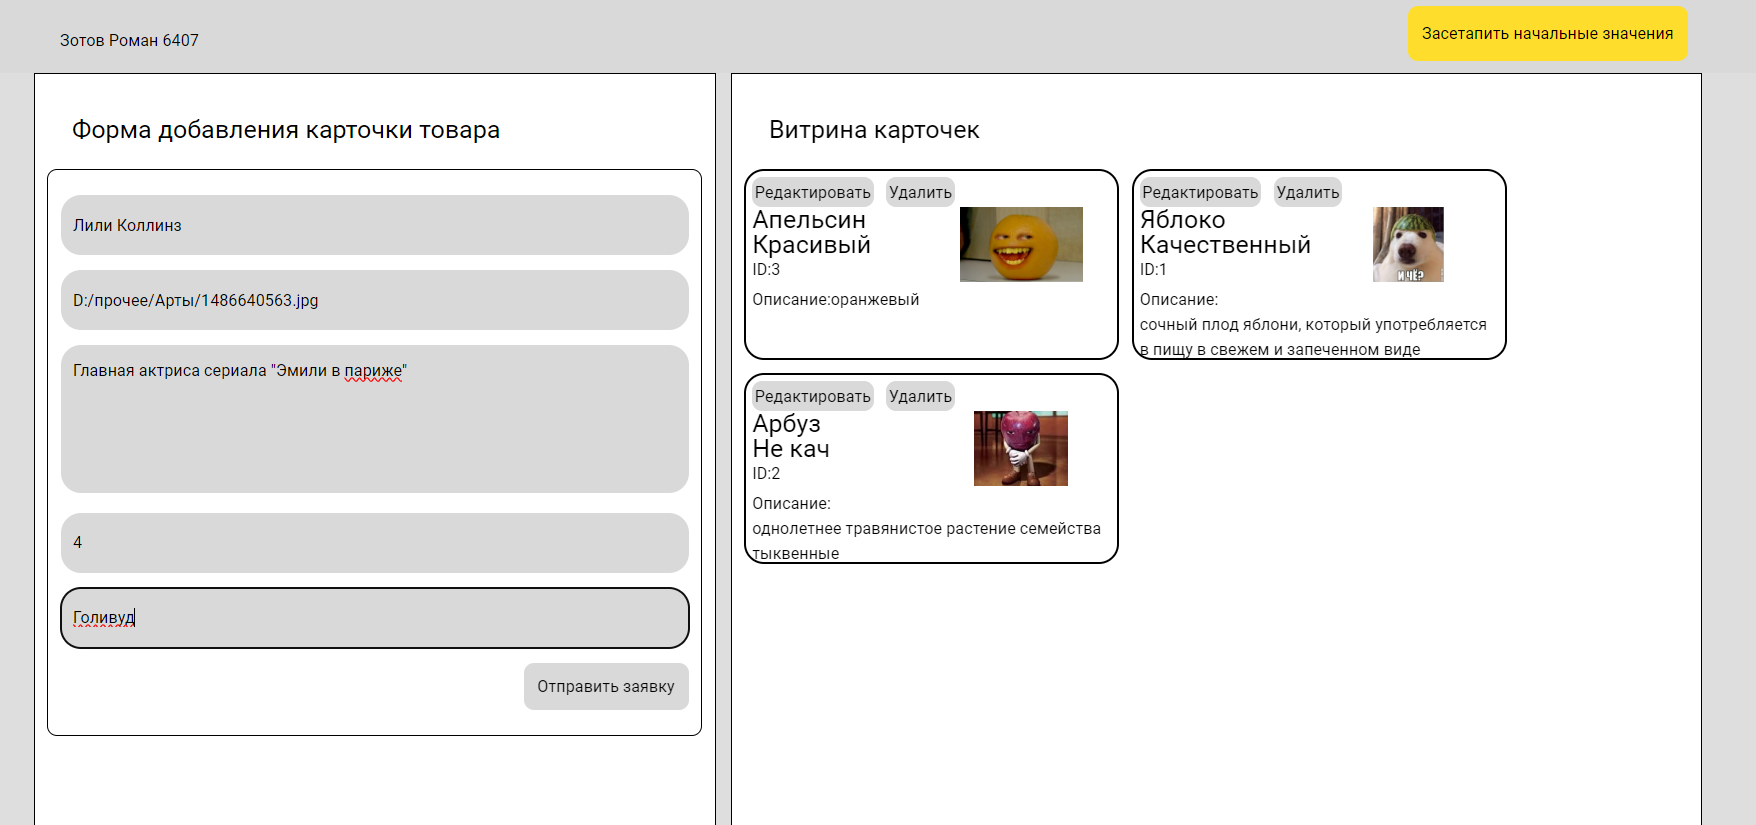 Зотов Роман 6407
Засетапить начальные значения
Форма добавления карточки товара
Лили Коллинз
D:/прочее/Арты/1486640563.jpg
Главная актриса сериала "Эмили в париже"
4
Голивуд
Отправить заявку
Витрина карточек
Редактировать Удалить
Апельсин
Красивый
ID:3
Описание:оранжевый
Редактировать Удалить
Яблоко
Качественный
ID:1
И ЧЁ?
Описание:
сочный плод яблони, который употребляется
в пищу в свежем и запеченном виде
Редактировать Удалить
Арбуз
Не кач
ID:2
Описание:
однолетнее травянистое растение семейства
тыквенные